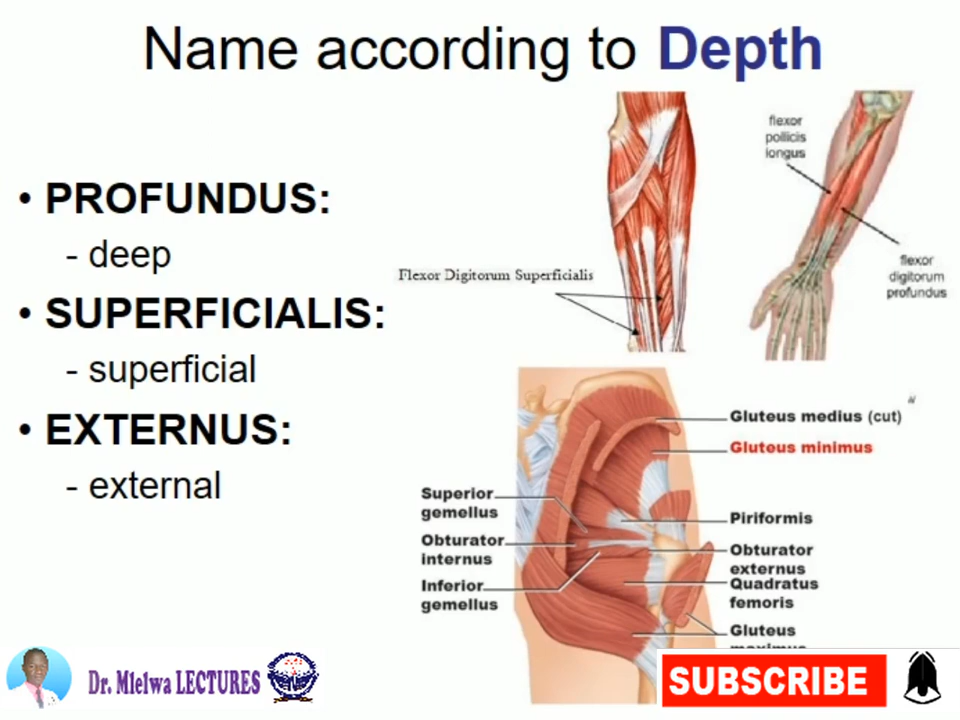 Name according to Depth
• PROFUNDUS:
- deep
• SUPERFICIALIS:
- superficial
• EXTERNUS:
- external
flexor
pollicis
longus
flexor
digitorum
profundus
Flexor Digitorum Superficialis
Gluteus medius (cut)
Gluteus minimus
Superior
gemellus
Obturator
internus
Inferior
gemellus
Piriformis
Obturator
externus
Quadratus
femoris
Gluteus
maximus
Dr. Mlelwa LECTURES
SUBSCRIBE